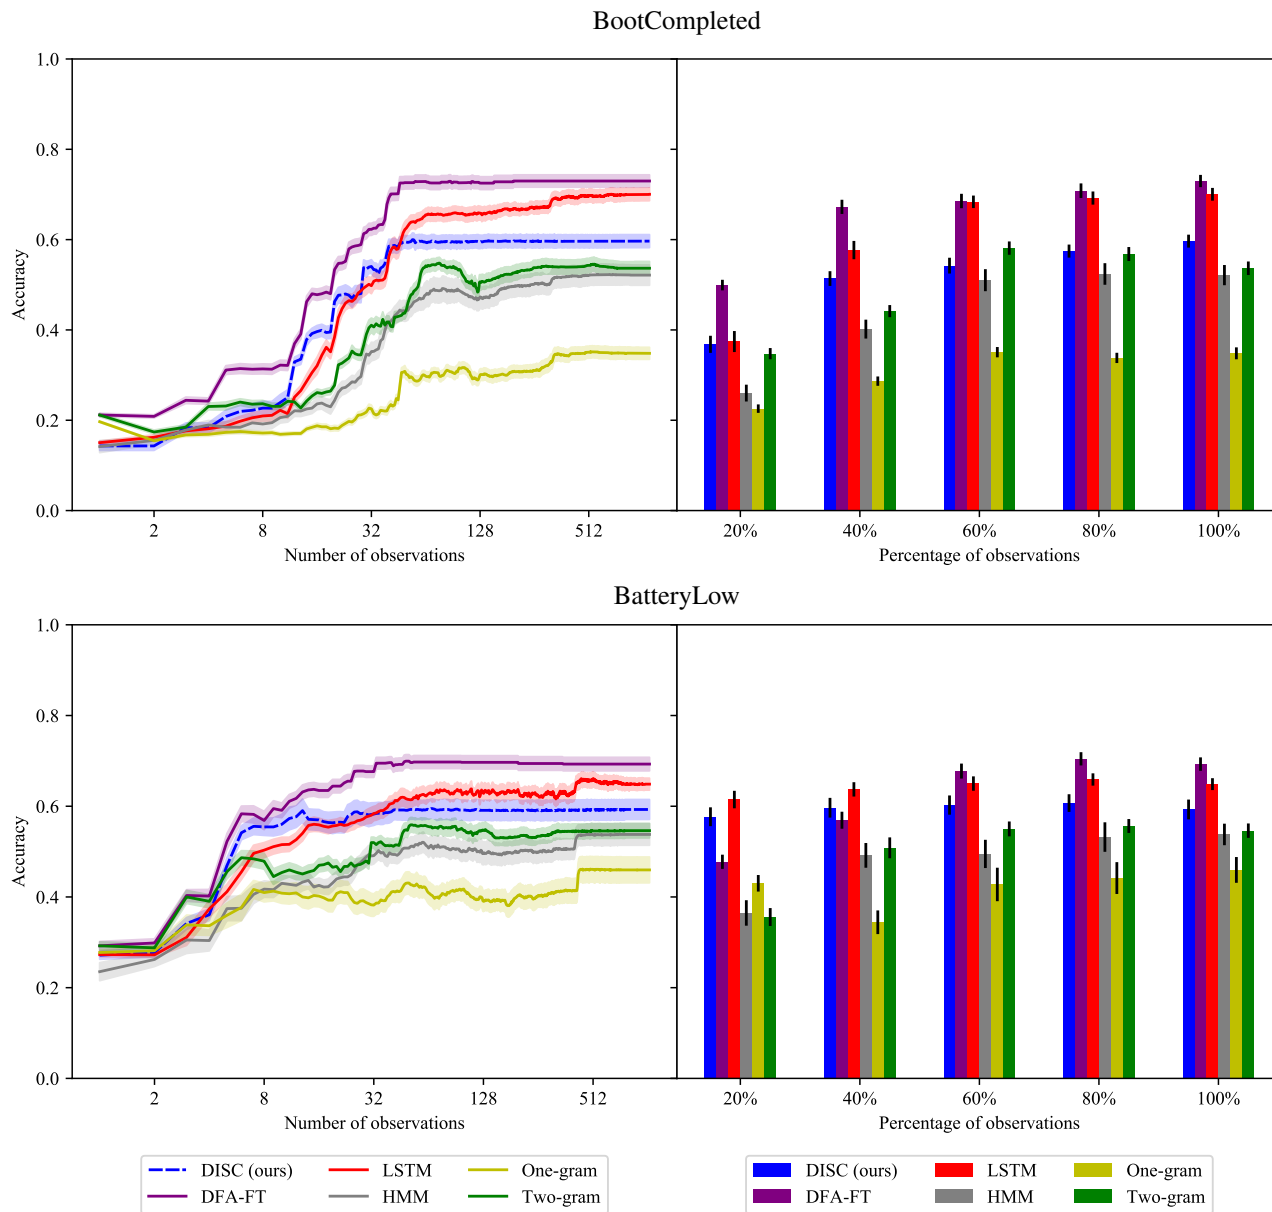 BootCompleted
1.0
0.8
0.6
0.4
0.2
0.0
Accuracy
2 8 32 128 512
Number of observations
20% 40% 60% 80% 100%
Percentage of observations
BatteryLow
1.0
0.8
0.6
0.4
0.2
0.0
Accuracy
2 8 32 128 512
Number of observations
20% 40% 60% 80% 100%
Percentage of observations
DISC (ours) LSTM One-gram
DFA-FT HMM Two-gram
DISC (ours) LSTM One-gram
DFA-FT HMM Two-gram